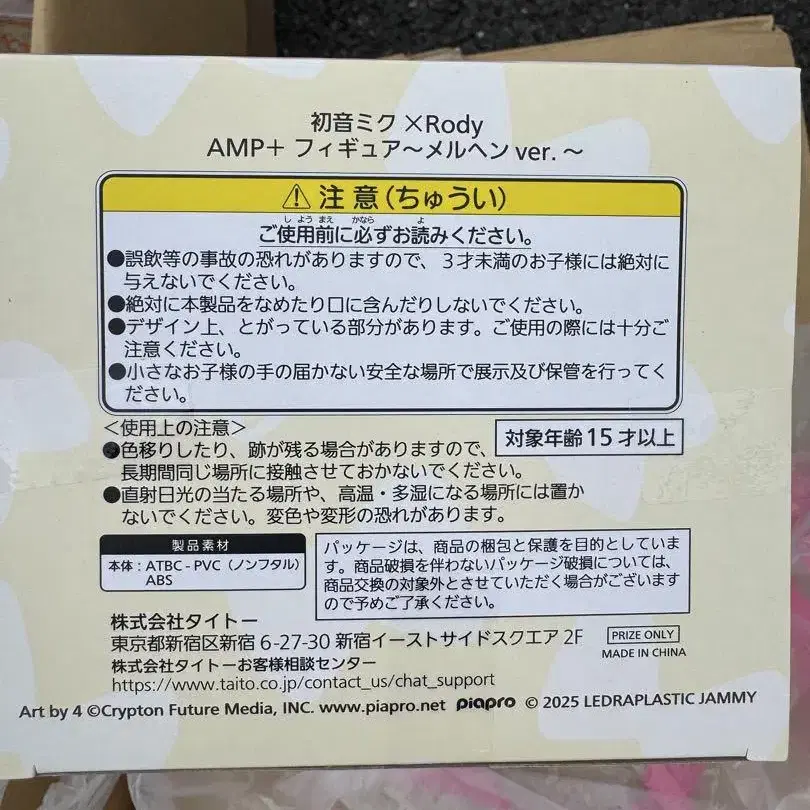 初音ミク ×Rody
AMP＋ フィギュア～メルヘン ver. ～
⚠ 注 意 (ちゅうい)
しようまえ かなら よ
ご使用前に必ずお読みください。
●誤飲等の事故の恐れがありますので、３才未満のお子様には絶対に
与えないでください。
●絶対に本製品をなめたり口に含んだりしないでください。
●デザイン上、とがっている部分があります。ご使用の際には十分ご
注意ください。
●小さなお子様の手の届かない安全な場所で展示及び保管を行ってく
ださい。
＜使用上の注意＞
対象年齢 15 才以上
●色移りしたり、跡が残る場合がありますので、
長期間同じ場所に接触させておかないでください。
●直射日光の当たる場所や、高温・多湿になる場所には置か
ないでください。変色や変形の恐れがあります。
製品素材
本体：ATBC - PVC（ノンフタル）
ABS
パッケージは、商品の梱包と保護を目的としていま
す。商品破損を伴わないパッケージ破損については、
商品交換の対象外とさせていただく場合がございます
ので予めご了承ください。
株式会社タイトー
東京都新宿区新宿 6-27-30 新宿イーストサイドスクエア 2F
PRIZE ONLY
MADE IN CHINA
株式会社タイトーお客様相談センター
https://www.taito.co.jp/contact_us/chat_support
Art by 4 ©Crypton Future Media, INC. www.piapro.net piapro © 2025 LEDRAPLASTIC JAMMY